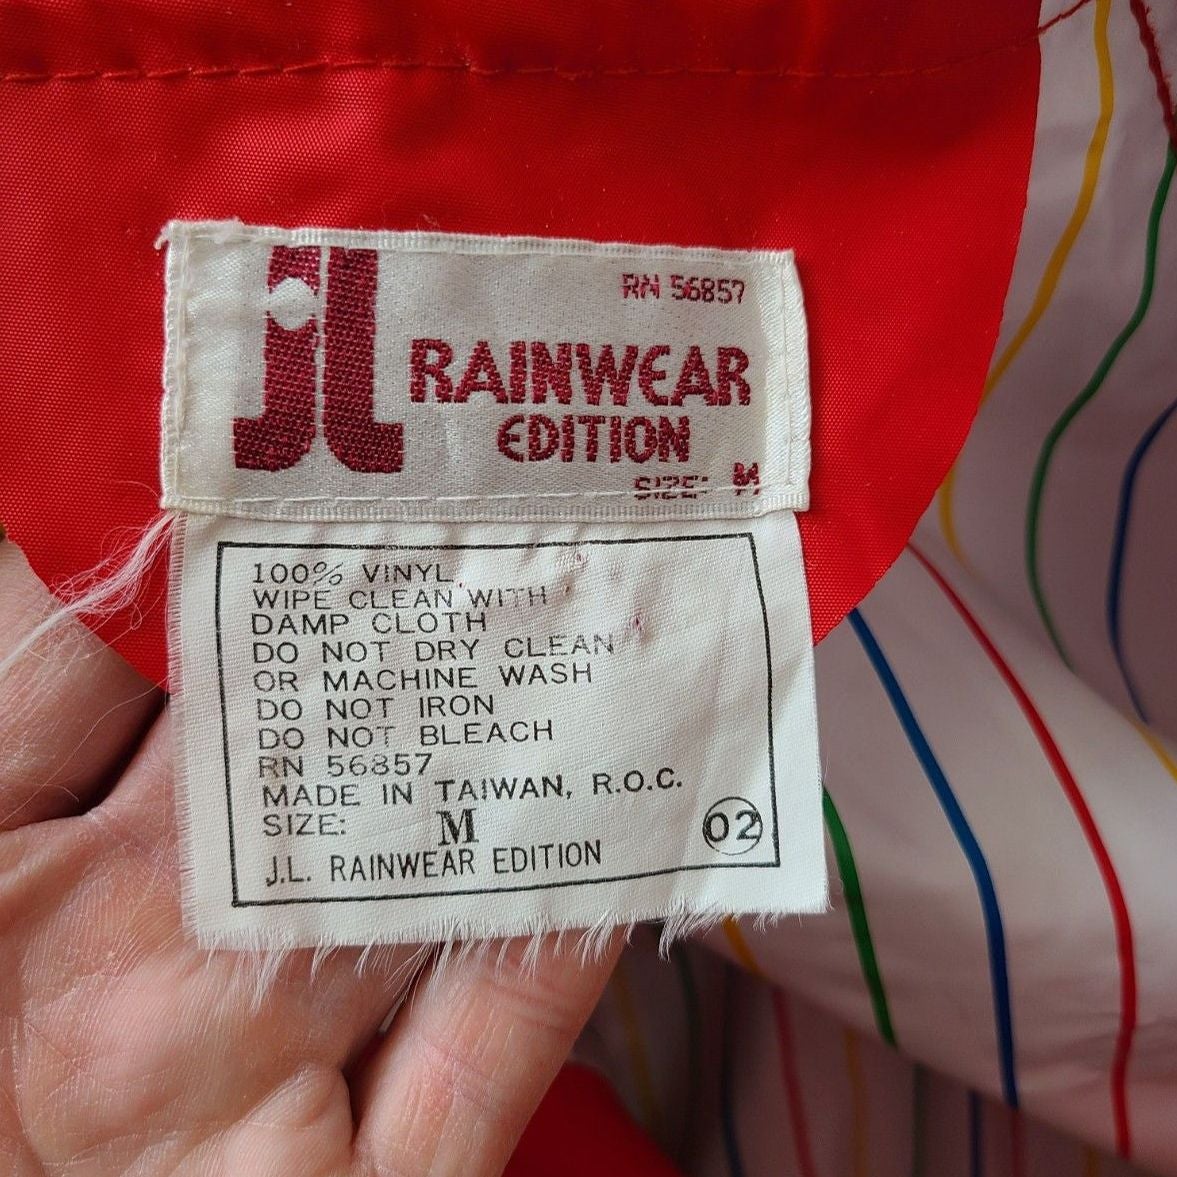 jL
RN 56857
RAINWEAR
EDITION
SIZE: M
100% VINYL
WIPE CLEAN WITH
DAMP CLOTH
DO NOT DRY CLEAN
OR MACHINE WASH
DO NOT IRON
DO NOT BLEACH
RN 56857
MADE IN TAIWAN, R.O.C.
SIZE: M
02
J.L. RAINWEAR EDITION